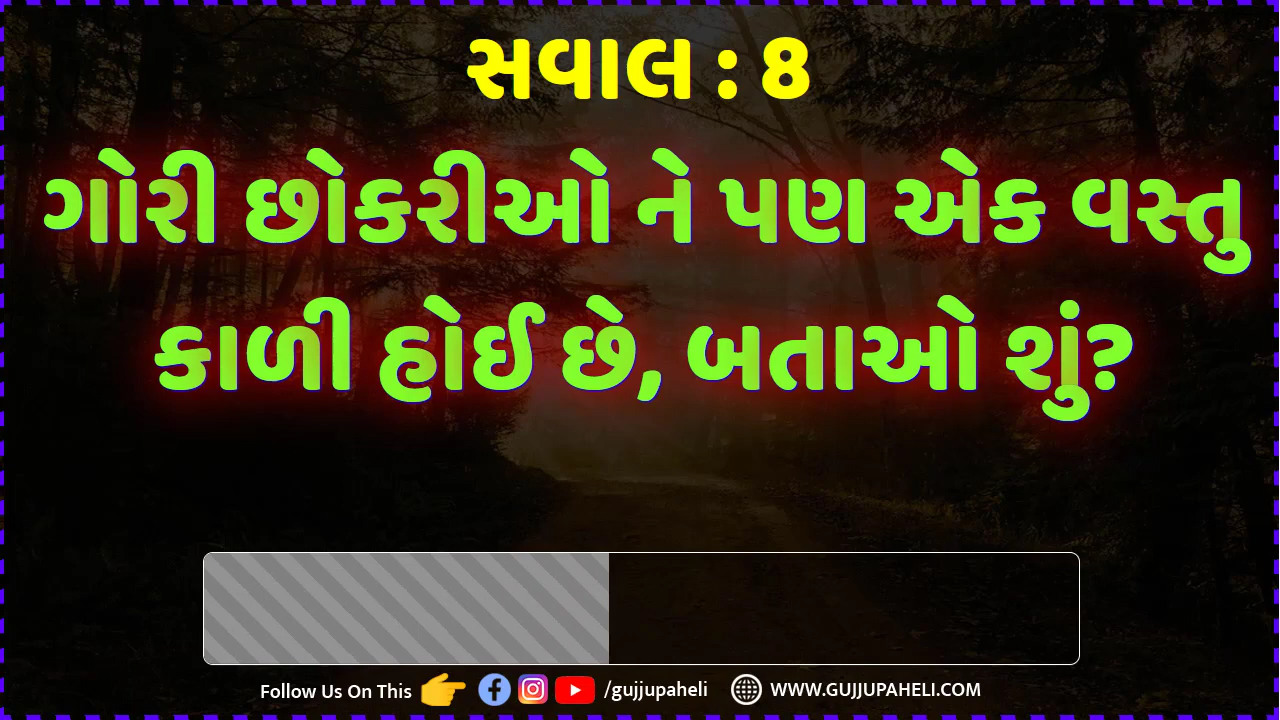 સવાલ : 8
ગોરી છોકરીઓ ને પણ એક વસ્તુ
કાળી હોઈ છે, બતાઓ શું?
Follow Us On This /gujjupaheli WWW.GUJJUPAHELI.COM